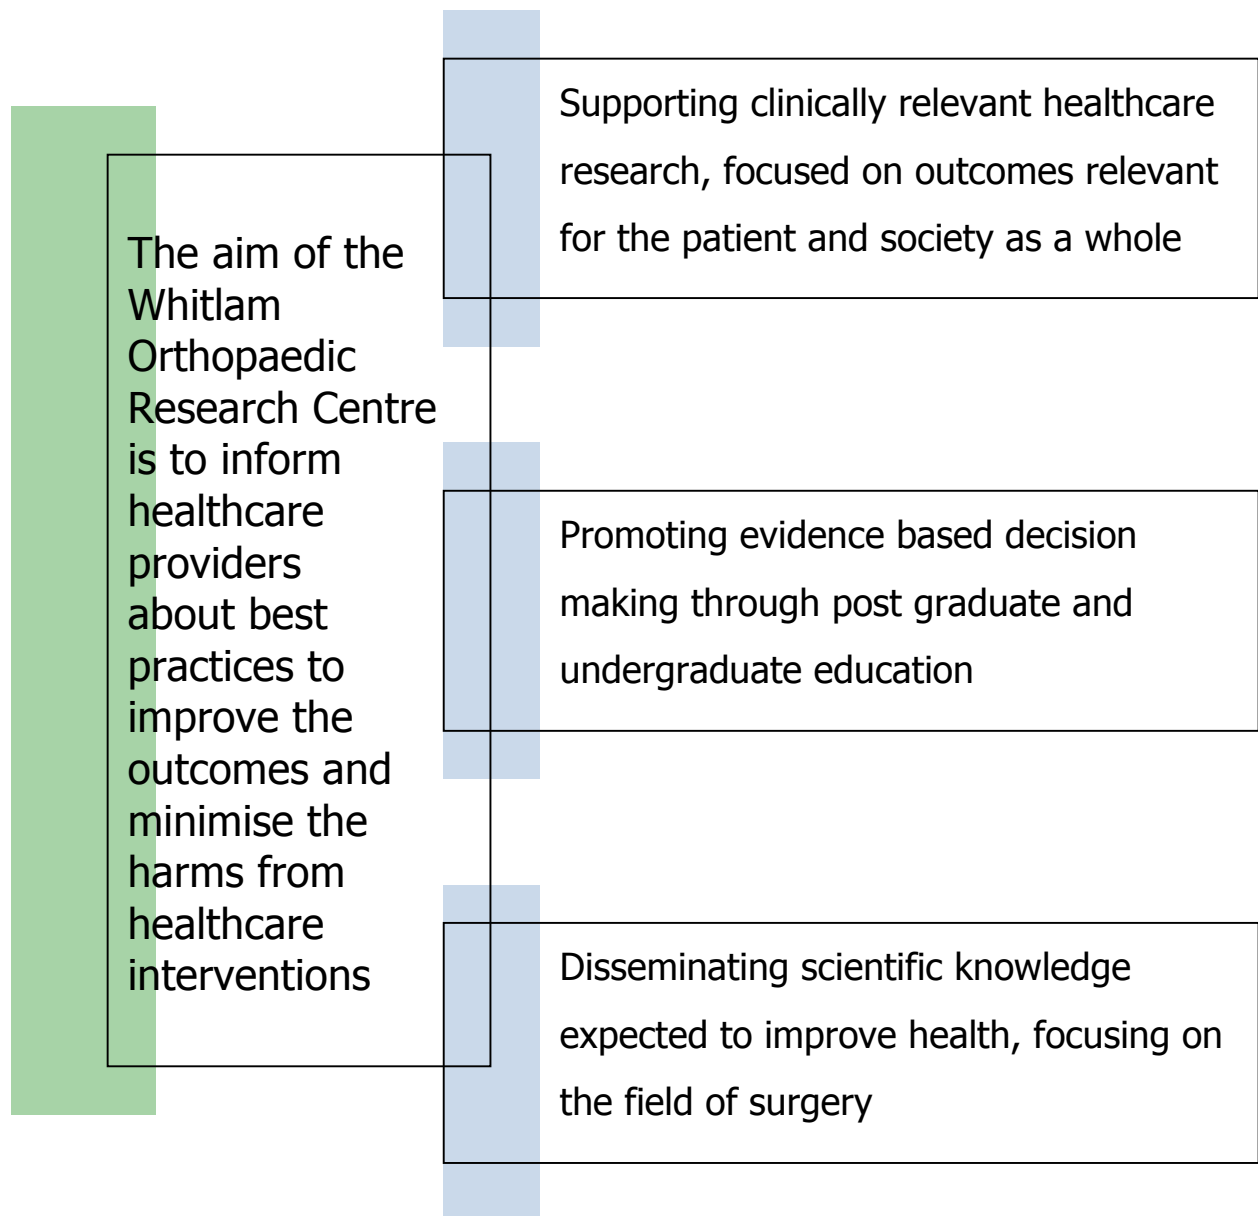 The aim of the
Whitlam
Orthopaedic
Research Centre
is to inform
healthcare
providers
about best
practices to
improve the
outcomes and
minimise the
harms from
healthcare
interventions
Supporting clinically relevant healthcare
research, focused on outcomes relevant
for the patient and society as a whole
Promoting evidence based decision
making through post graduate and
undergraduate education
Disseminating scientific knowledge
expected to improve health, focusing on
the field of surgery